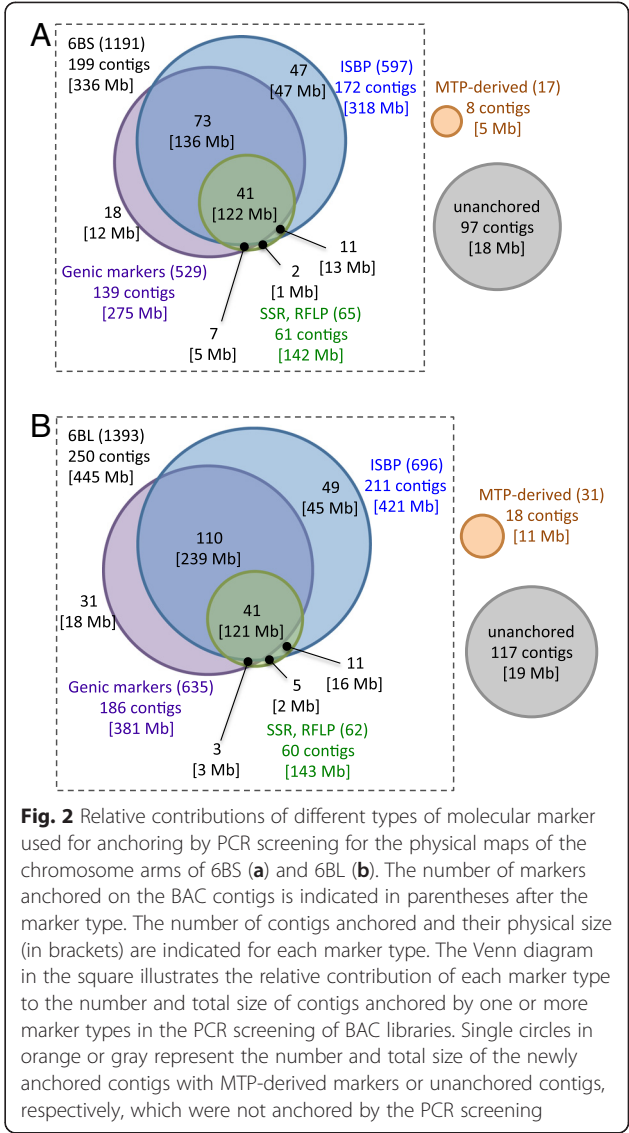 A
6BS (1191)
199 contigs
[336 Mb]
47
[47 Mb]
ISBP (597)
172 contigs
[318 Mb]
MTP-derived (17)
8 contigs
[5 Mb]
73
[136 Mb]
41
[122 Mb]
unanchored
97 contigs
[18 Mb]
18
[12 Mb]
11
[13 Mb]
Genic markers (529)
139 contigs
[275 Mb]
2
[1 Mb]
SSR, RFLP (65)
61 contigs
[142 Mb]
7
[5 Mb]
B
6BL (1393)
250 contigs
[445 Mb]
ISBP (696)
211 contigs
[421 Mb]
49
[45 Mb]
MTP-derived (31)
18 contigs
[11 Mb]
110
[239 Mb]
31
[18 Mb]
41
[121 Mb]
unanchored
117 contigs
[19 Mb]
11
[16 Mb]
Genic markers (635)
186 contigs
[381 Mb]
5
[2 Mb]
SSR, RFLP (62)
60 contigs
[143 Mb]
3
[3 Mb]
Fig. 2 Relative contributions of different types of molecular marker
used for anchoring by PCR screening for the physical maps of the
chromosome arms of 6BS (a) and 6BL (b). The number of markers
anchored on the BAC contigs is indicated in parentheses after the
marker type. The number of contigs anchored and their physical size
(in brackets) are indicated for each marker type. The Venn diagram
in the square illustrates the relative contribution of each marker type
to the number and total size of contigs anchored by one or more
marker types in the PCR screening of BAC libraries. Single circles in
orange or gray represent the number and total size of the newly
anchored contigs with MTP-derived markers or unanchored contigs,
respectively, which were not anchored by the PCR screening